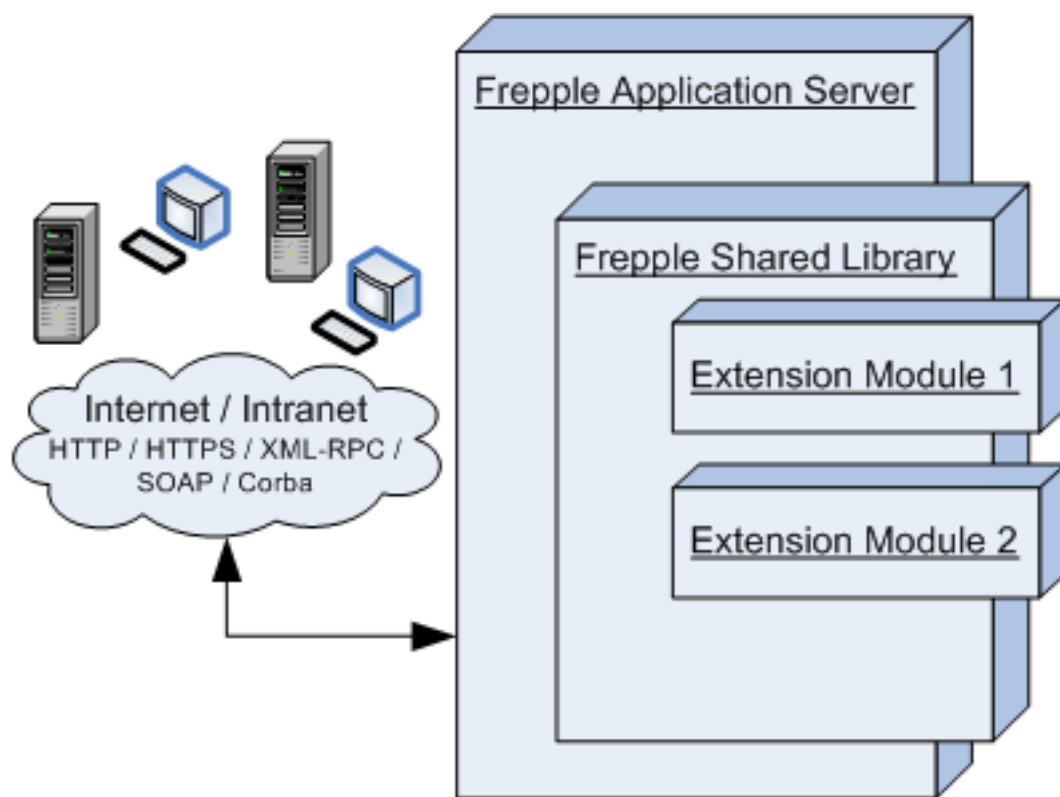 Frepple Application Server
Frepple Shared Library
Extension Module 1
Extension Module 2
Internet / Intranet
HTTP / HTTPS / XML-RPC /
SOAP / Corba